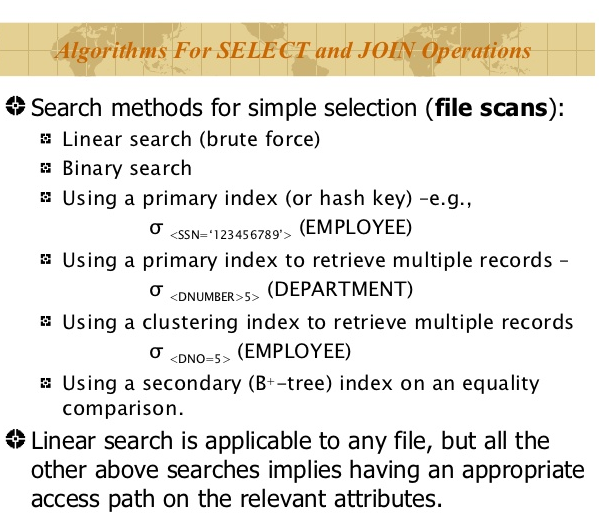 Algorithms For SELECT and JOIN Operations
Search methods for simple selection (file scans):
Linear search (brute force)
Binary search
Using a primary index (or hash key) –e.g.,
σ <SSN=‘123456789’> (EMPLOYEE)
Using a primary index to retrieve multiple records –
σ <DNUMBER>5> (DEPARTMENT)
Using a clustering index to retrieve multiple records
σ <DNO=5> (EMPLOYEE)
Using a secondary (B+-tree) index on an equality
comparison.
Linear search is applicable to any file, but all the
other above searches implies having an appropriate
access path on the relevant attributes.